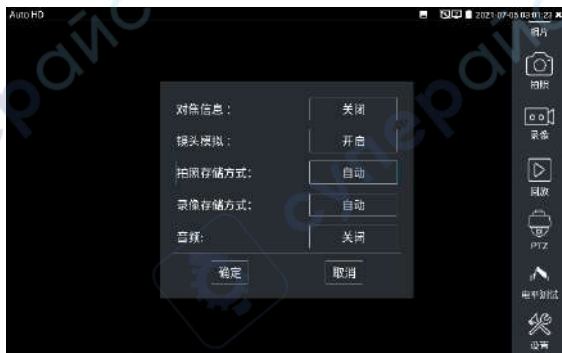 Auto HD
2021-07-05 03:01:23
对焦信息： 关闭
镜头模拟： 开启
拍照存储方式： 自动
录像存储方式： 自动
音频： 关闭
确定 取消
图片
拍照
录像
回放
PTZ
电平测试
设置